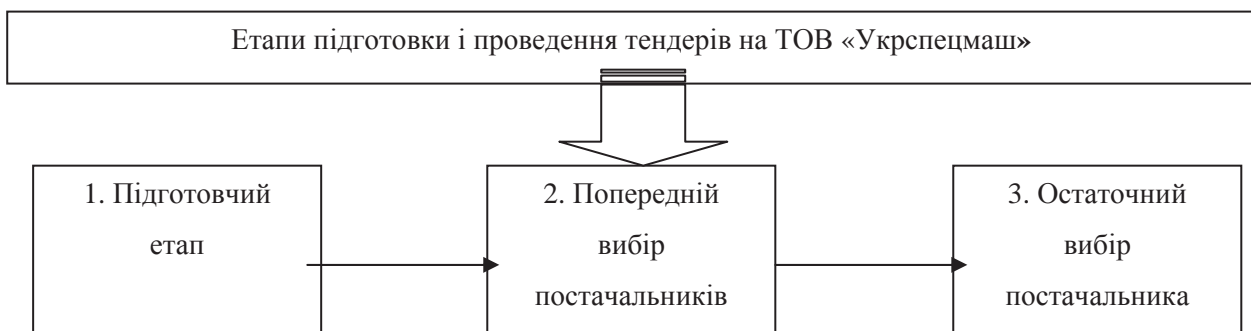 Етапи підготовки і проведення тендерів на ТОВ «Укрспецмаш»
1. Підготовчий
етап
2. Попередній
вибір
постачальників
3. Остаточний
вибір
постачальника